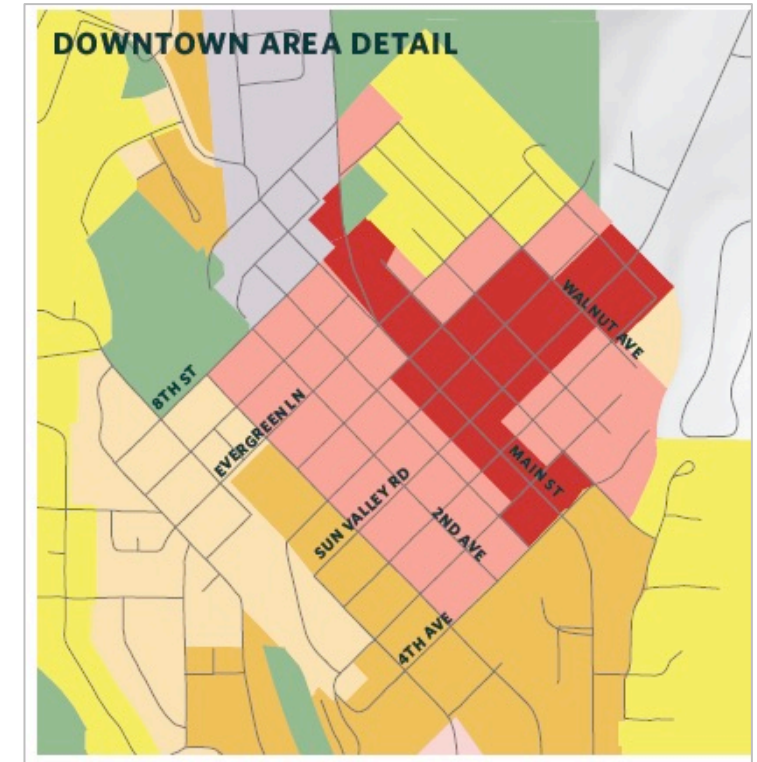 DOWNTOWN AREA DETAIL
WALNUT AVE
8TH ST
EVERGREEN LN
MAIN ST
SUN VALLEY RD
2ND AVE
4TH AVE